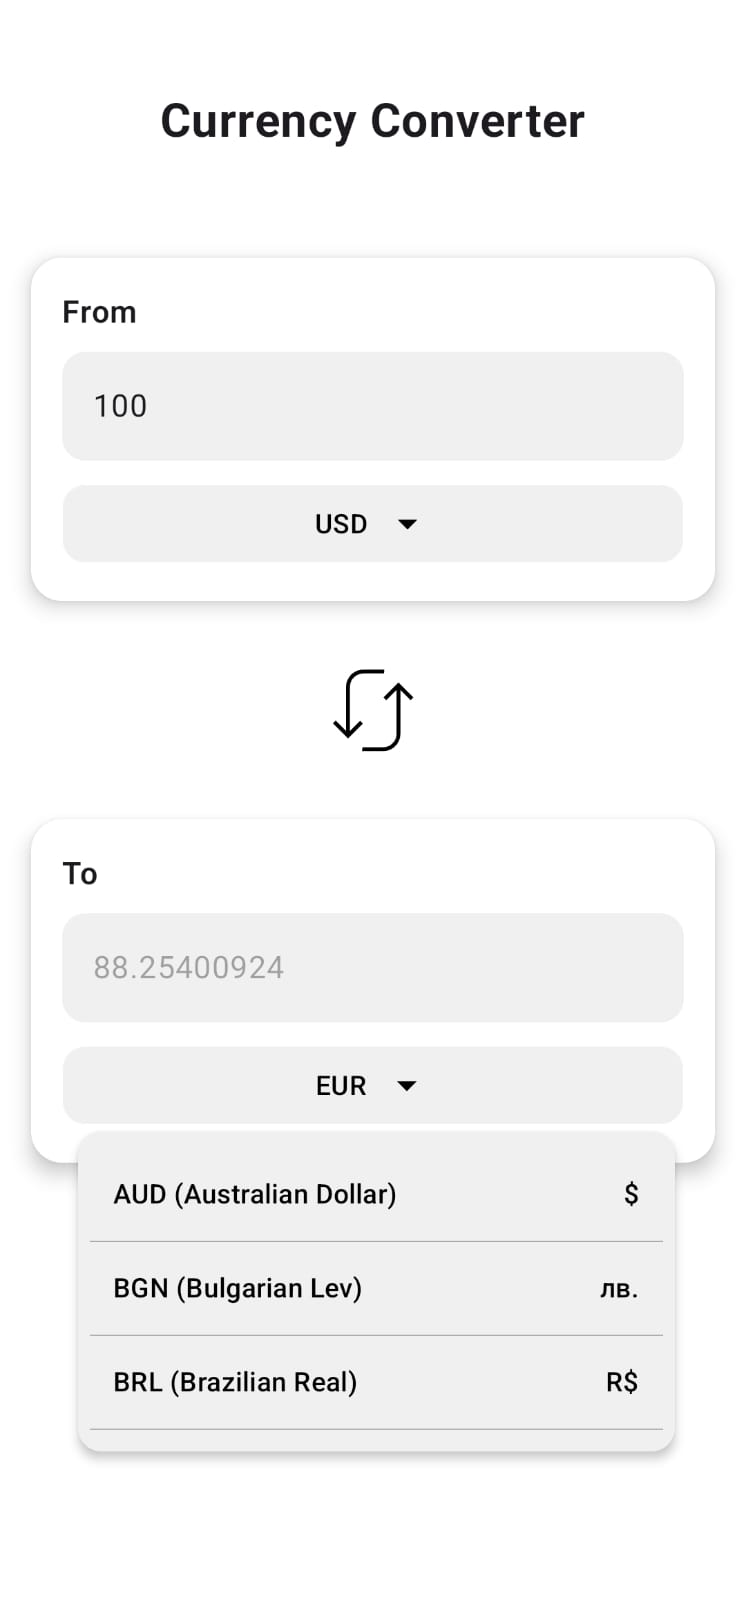 Currency Converter
From
100
USD
To
88.25400924
EUR
AUD (Australian Dollar) $
BGN (Bulgarian Lev) лв.
BRL (Brazilian Real) R$